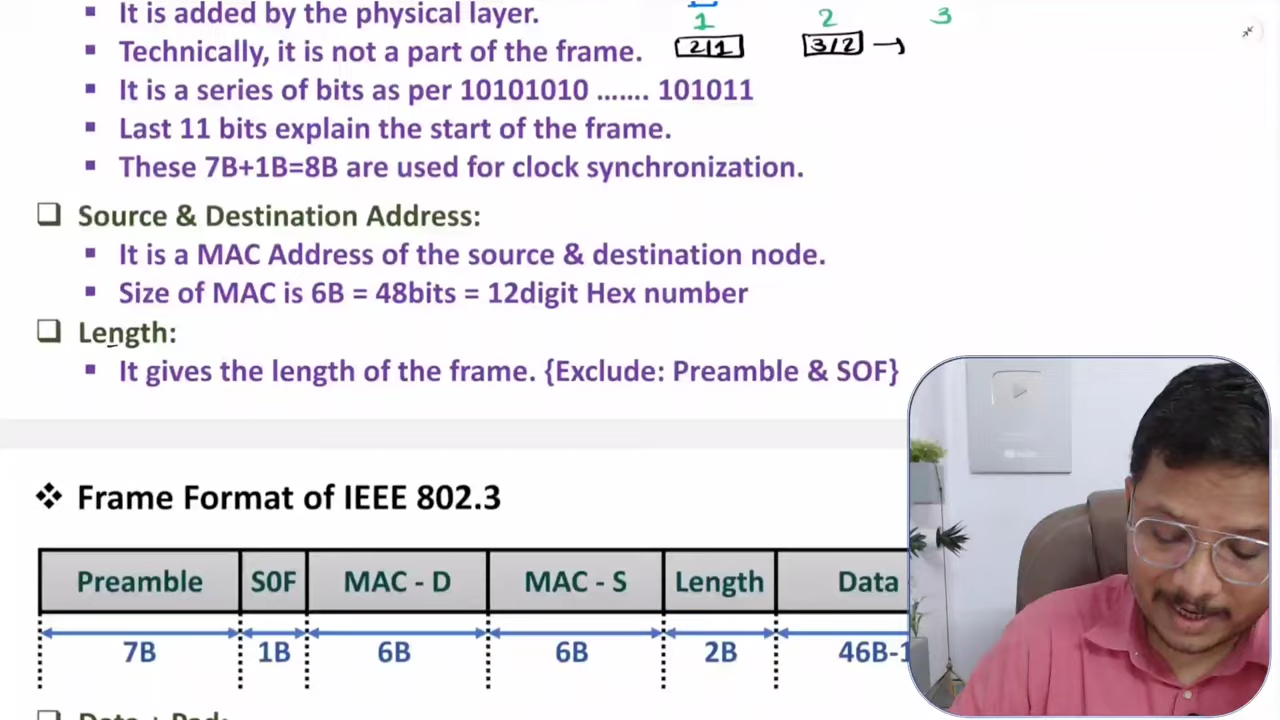 ▪ It is added by the physical layer.
1 2 3
▪ Technically, it is not a part of the frame.
2|1 3/2 →
▪ It is a series of bits as per 10101010 ....... 101011
▪ Last 11 bits explain the start of the frame.
▪ These 7B+1B=8B are used for clock synchronization.
❑ Source & Destination Address:
▪ It is a MAC Address of the source & destination node.
▪ Size of MAC is 6B = 48bits = 12digit Hex number
❑ Length:
▪ It gives the length of the frame. {Exclude: Preamble & SOF}
❖ Frame Format of IEEE 802.3
Preamble S0F MAC - D MAC - S Length Data
7B 1B 6B 6B 2B 46B-1
❑ Data + Pad: